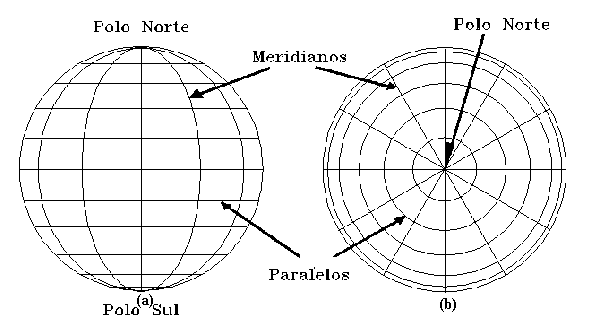 Polo Norte
Polo Norte
Meridianos
Paralelos
Polo Sul
(a)
(b)